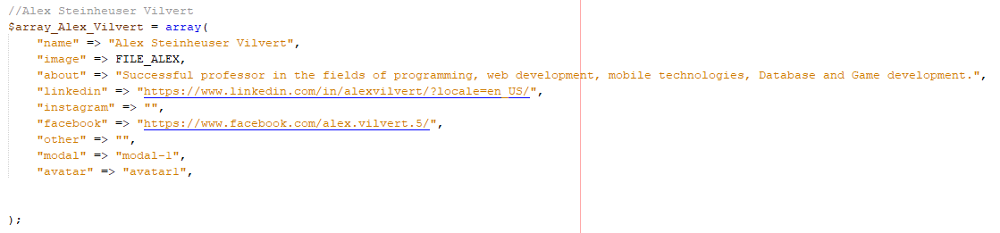 //Alex Steinheuser Vilvert
$array_Alex_Vilvert = array(
    "name" => "Alex Steinheuser Vilvert",
    "image" => FILE_ALEX,
    "about" => "Successful professor in the fields of programming, web development, mobile technologies, Database and Game development.",
    "linkedin" => "https://www.linkedin.com/in/alexvilvert/?locale=en_US/",
    "instagram" => "",
    "facebook" => "https://www.facebook.com/alex.vilvert.5/",
    "other" => "",
    "modal" => "modal-1",
    "avatar" => "avatar1",
);